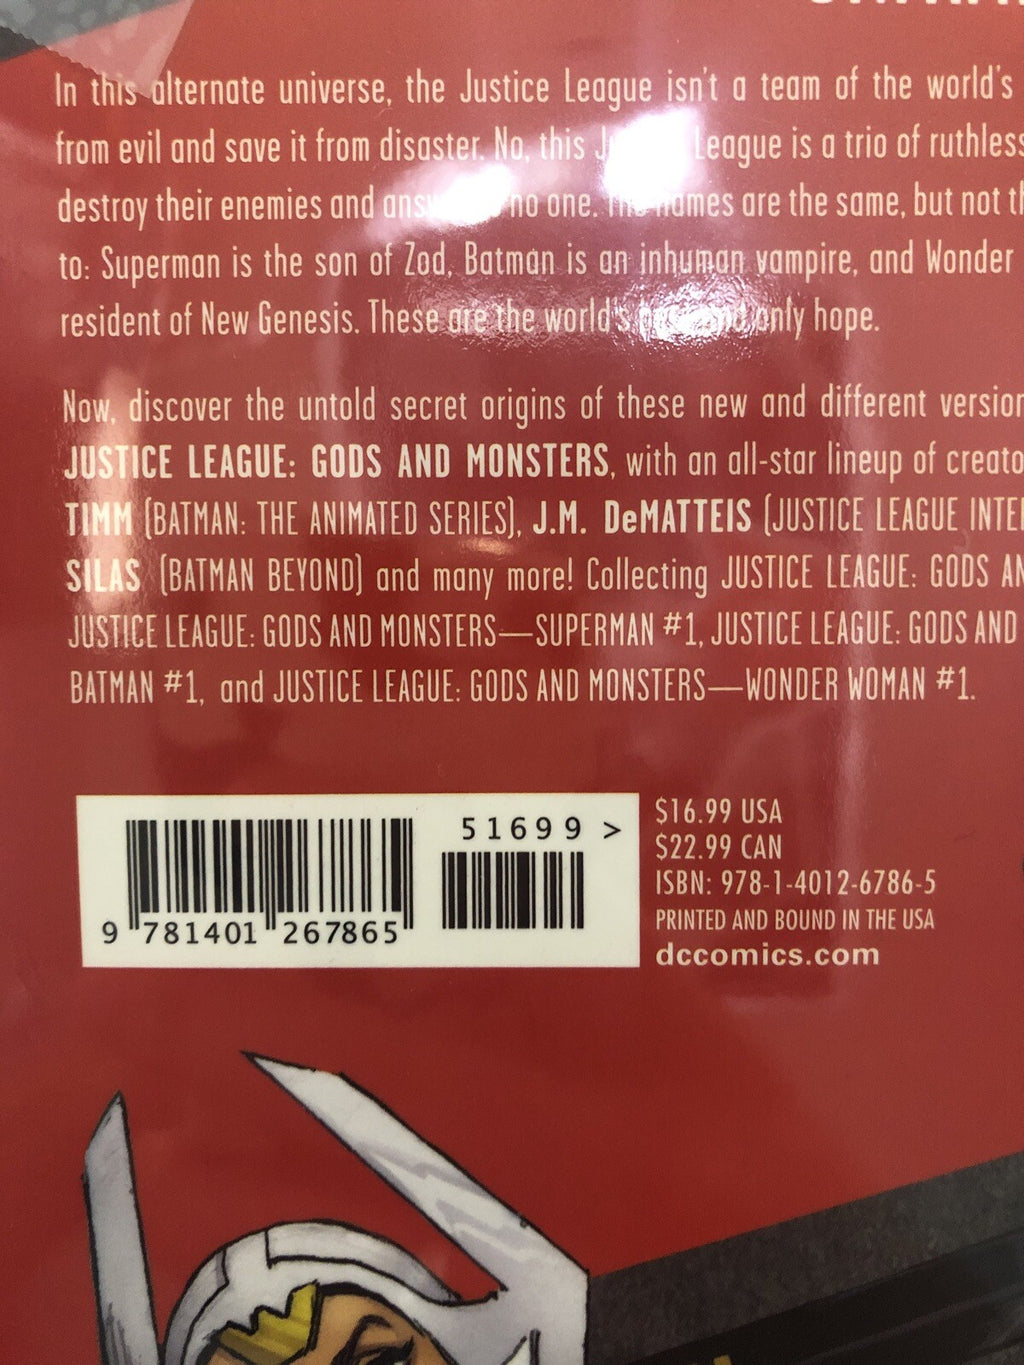 In this alternate universe, the Justice League isn't a team of the world's
from evil and save it from disaster. No, this League is a trio of ruthless
destroy their enemies and no one. names are the same, but not
to: Superman is the son of Zod, Batman is an inhuman vampire, and Wonder
resident of New Genesis. These are the world's only hope.
Now, discover the untold secret origins of these new and different
JUSTICE LEAGUE: GODS AND MONSTERS, with an all-star lineup of
TIMM (BATMAN: THE ANIMATED SERIES), J.M. DeMATTEIS (JUSTICE LEAGUE
SILAS (BATMAN BEYOND) and many more! Collecting JUSTICE LEAGUE: GODS
JUSTICE LEAGUE: GODS AND MONSTERS—SUPERMAN #1, JUSTICE LEAGUE: GODS AND
BATMAN #1, and JUSTICE LEAGUE: GODS AND MONSTERS—WONDER WOMAN #1.
51699 >
9 781401 267865
$16.99 USA
$22.99 CAN
ISBN: 978-1-4012-6786-5
PRINTED AND BOUND IN THE USA
dccomics.com